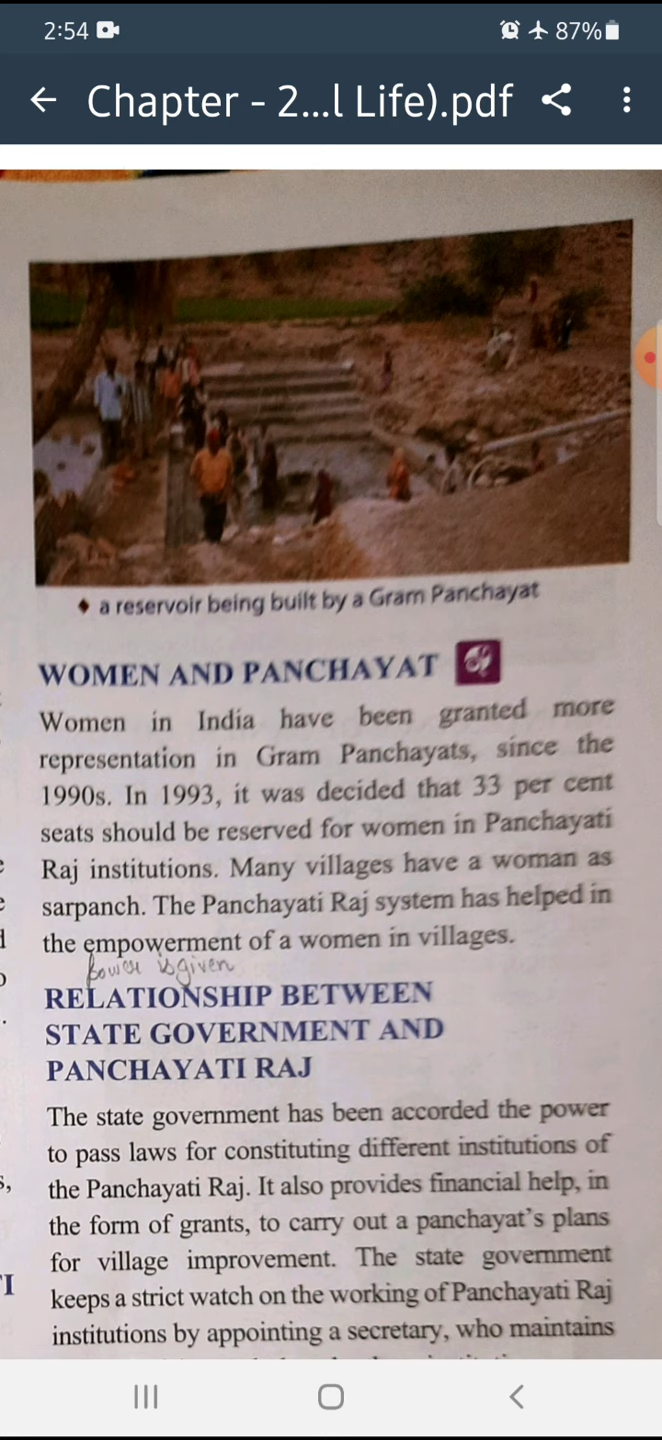 2:54
87%
Chapter - 2...l Life).pdf
a reservoir being built by a Gram Panchayat
WOMEN AND PANCHAYAT
Women in India have been granted more
representation in Gram Panchayats, since the
1990s. In 1993, it was decided that 33 per cent
seats should be reserved for women in Panchayati
Raj institutions. Many villages have a woman as
sarpanch. The Panchayati Raj system has helped in
the empowerment of a women in villages.
power is given
RELATIONSHIP BETWEEN
STATE GOVERNMENT AND
PANCHAYATI RAJ
The state government has been accorded the power
to pass laws for constituting different institutions of
the Panchayati Raj. It also provides financial help, in
the form of grants, to carry out a panchayat's plans
for village improvement. The state government
keeps a strict watch on the working of Panchayati Raj
institutions by appointing a secretary, who maintains